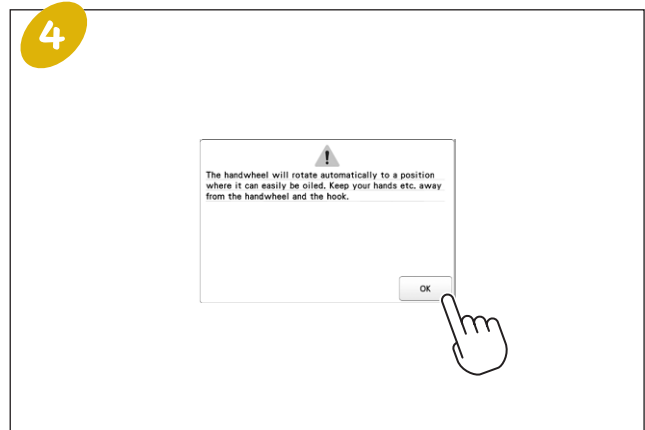 4
The handwheel will rotate automatically to a position
where it can easily be oiled. Keep your hands etc. away
from the handwheel and the hook.
OK